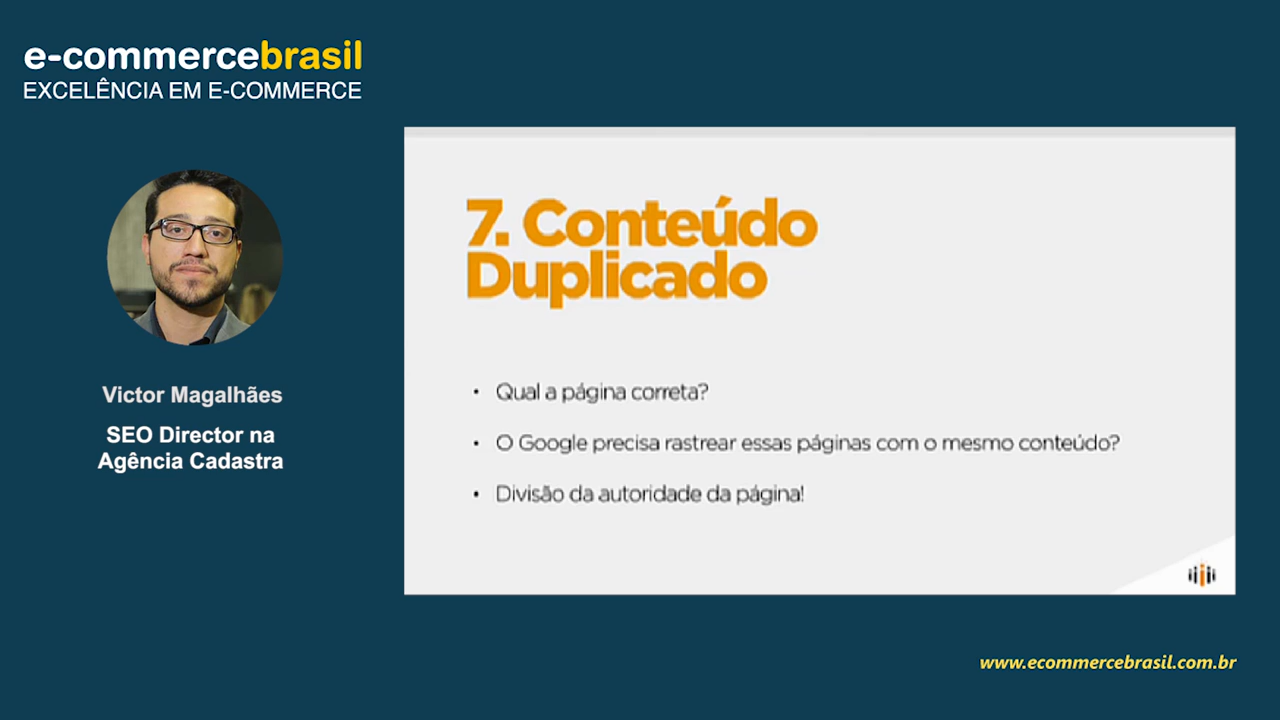 e-commercebrasil
EXCELÊNCIA EM E-COMMERCE
Victor Magalhães
SEO Director na
Agência Cadastra
7. Conteúdo
Duplicado
• Qual a página correta?
• O Google precisa rastrear essas páginas com o mesmo conteúdo?
• Divisão da autoridade da página!
www.ecommercebrasil.com.br